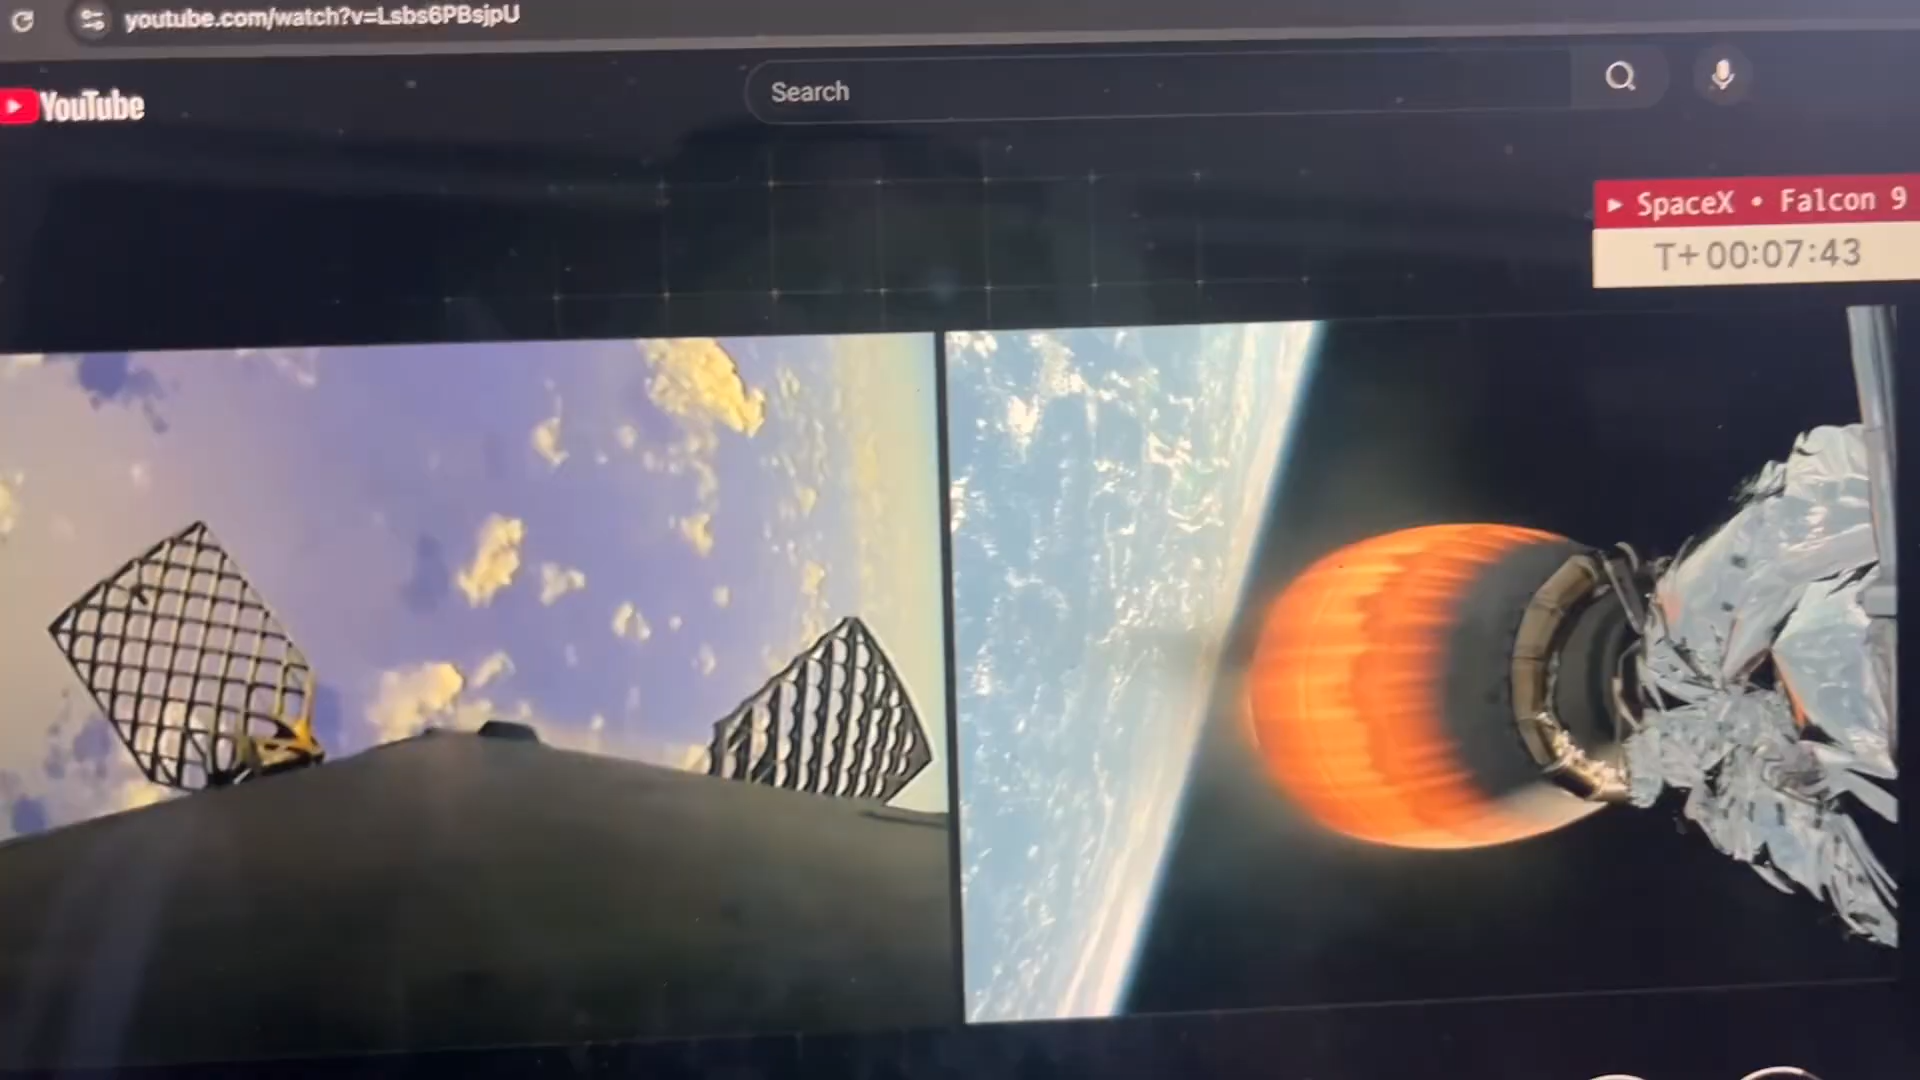 youtube.com/watch?v=Lsbs6PBsjpU
YouTube
Search
SpaceX • Falcon 9
T+00:07:43